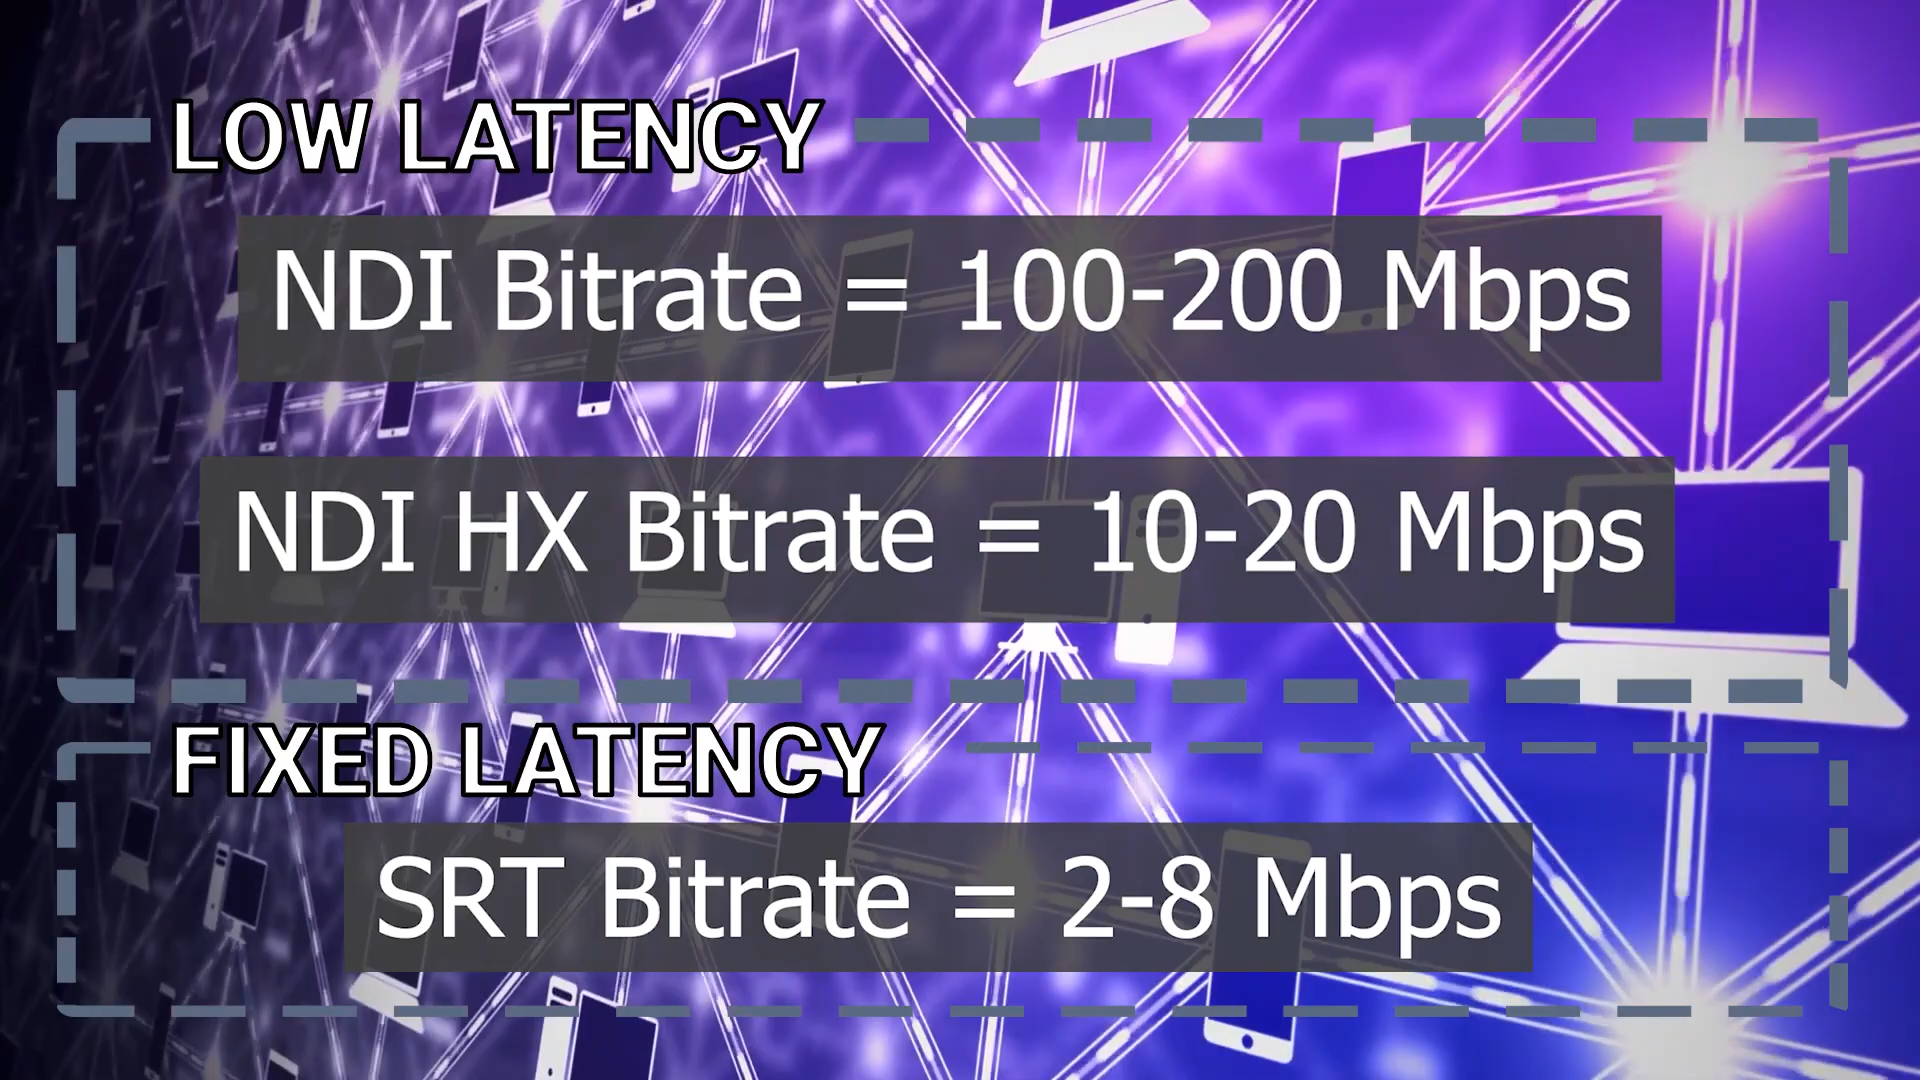 LOW LATENCY
NDI Bitrate = 100-200 Mbps
NDI HX Bitrate = 10-20 Mbps
FIXED LATENCY
SRT Bitrate = 2-8 Mbps